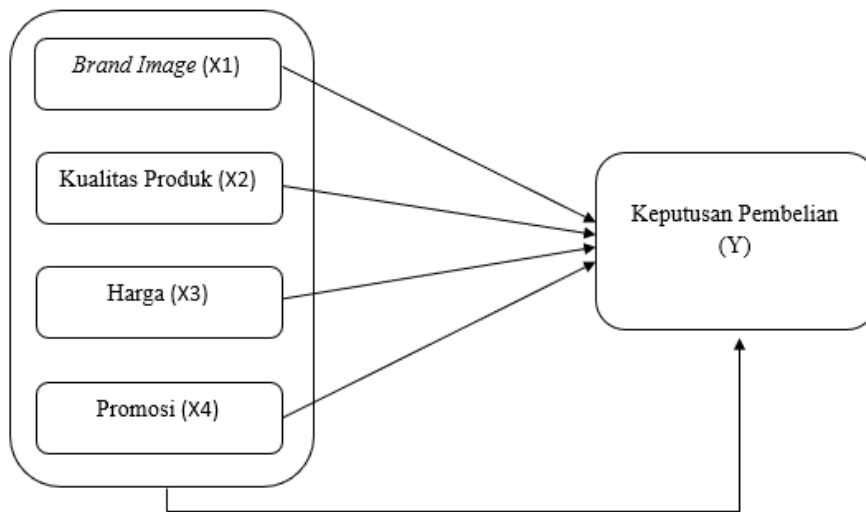 Brand Image (X1)
Kualitas Produk (X2)
Harga (X3)
Promosi (X4)
Keputusan Pembelian
(Y)